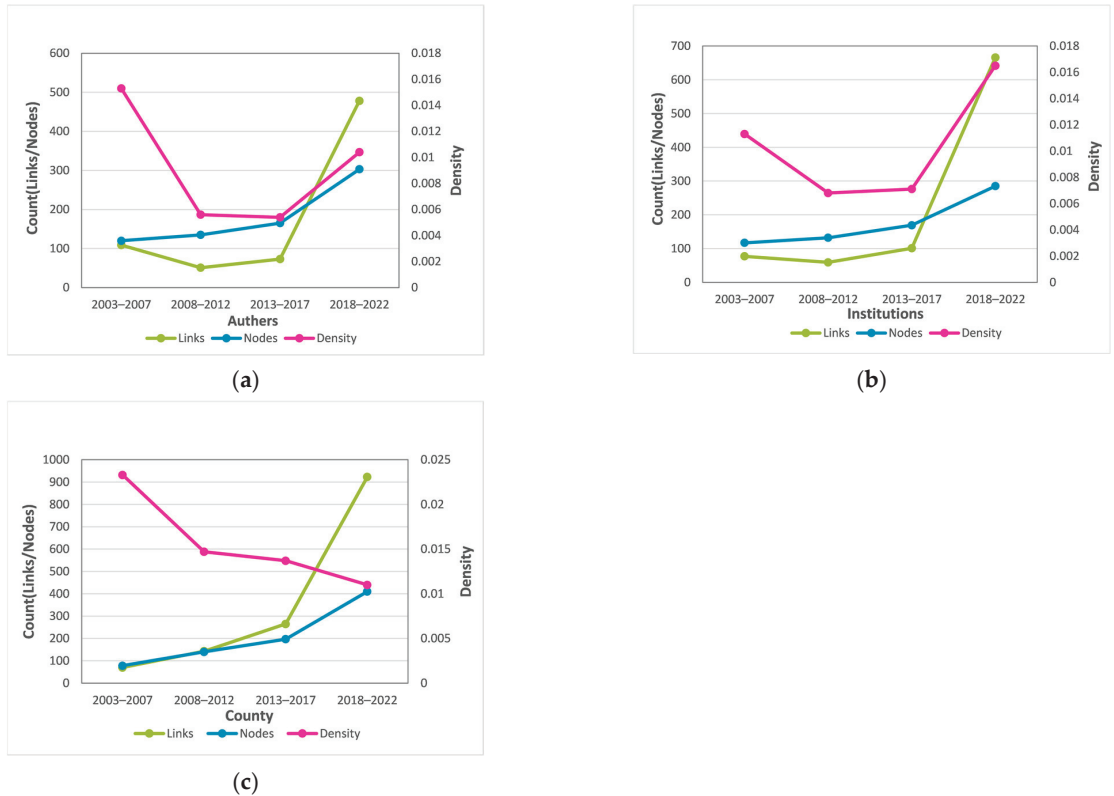 600
500
400
300
200
100
0
Count(Links/Nodes)
0.018
0.016
0.014
0.012
0.01
0.008
0.006
0.004
0.002
0
Density
2003–2007 2008–2012 2013–2017 2018–2022
Authers
Links Nodes Density
(a)
700
600
500
400
300
200
100
0
Count(Links/Nodes)
0.018
0.016
0.014
0.012
0.01
0.008
0.006
0.004
0.002
0
Density
2003–2007 2008–2012 2013–2017 2018–2022
Institutions
Links Nodes Density
(b)
1000
900
800
700
600
500
400
300
200
100
0
Count(Links/Nodes)
0.025
0.02
0.015
0.01
0.005
0
Density
2003–2007 2008–2012 2013–2017 2018–2022
County
Links Nodes Density
(c)